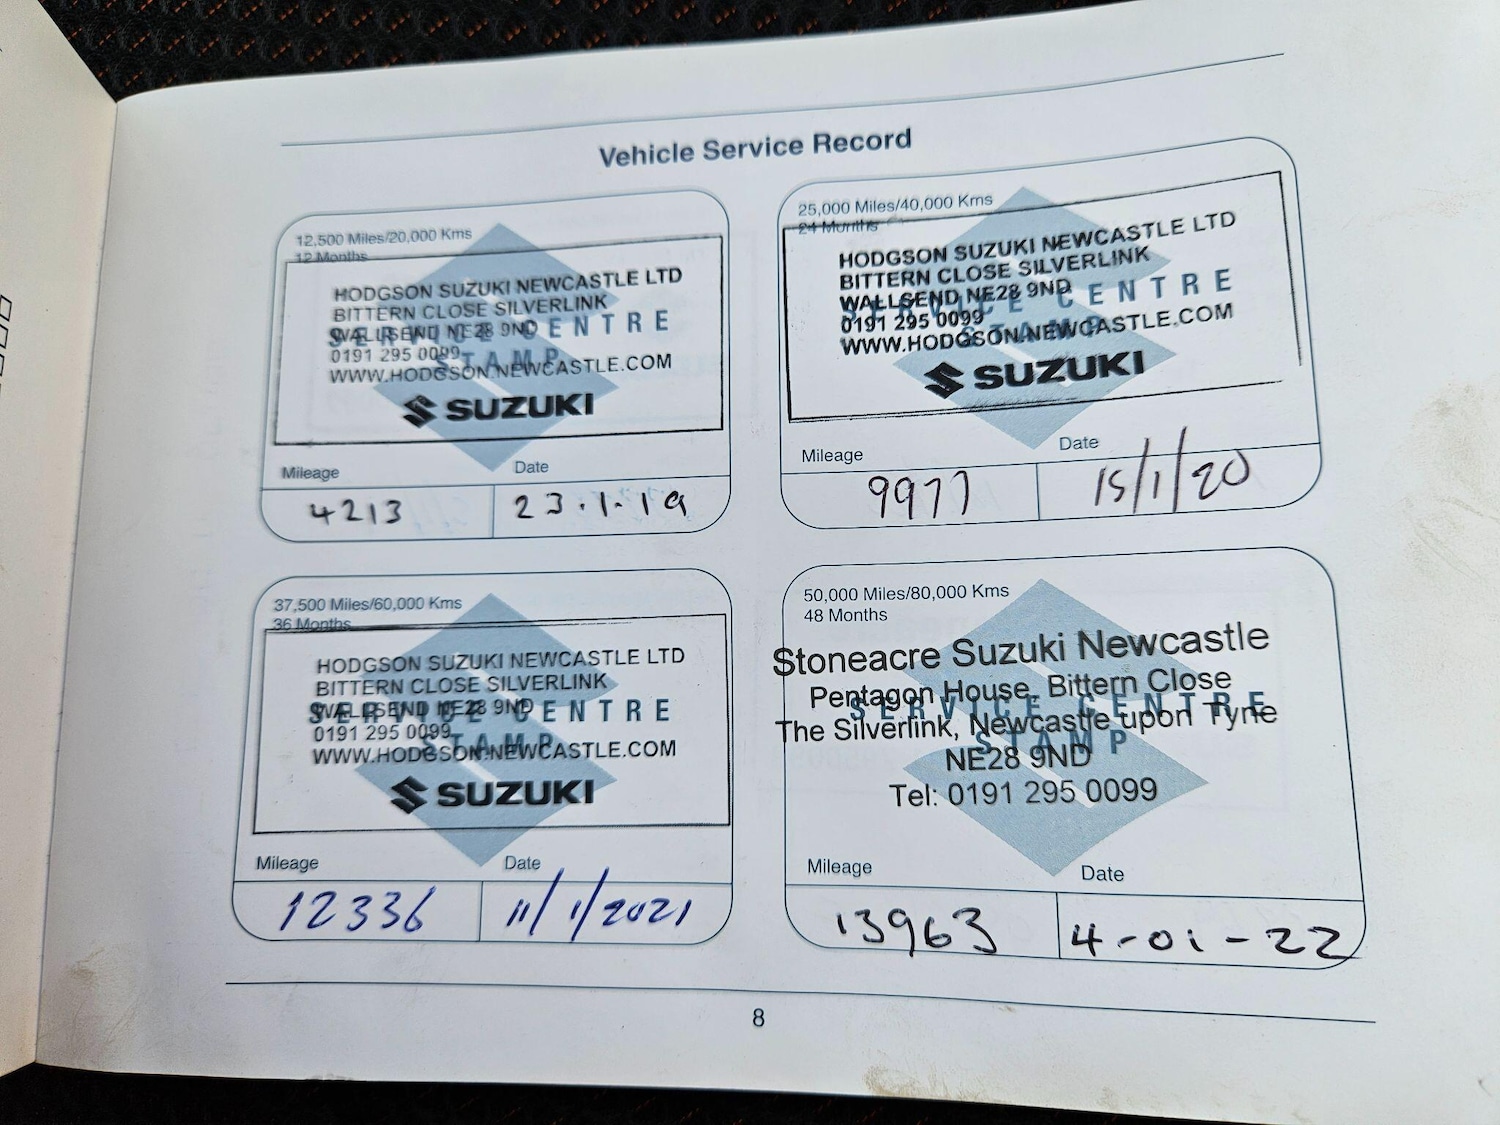 Vehicle Service Record
12,500 Miles/20,000 Kms
12 Months
HODGSON SUZUKI NEWCASTLE LTD
BITTERN CLOSE SILVERLINK
WALLSEND NE28 9ND
SERVICE CENTRE
0191 295 0099
STAMP
WWW.HODGSON.NEWCASTLE.COM
SUZUKI
Mileage Date
4213 23.1.19
25,000 Miles/40,000 Kms
24 Months
HODGSON SUZUKI NEWCASTLE LTD
BITTERN CLOSE SILVERLINK
WALLSEND NE28 9ND
SERVICE CENTRE
0191 295 0099
STAMP
WWW.HODGSON.NEWCASTLE.COM
SUZUKI
Mileage Date
9977 15/1/20
37,500 Miles/60,000 Kms
36 Months
HODGSON SUZUKI NEWCASTLE LTD
BITTERN CLOSE SILVERLINK
WALLSEND NE28 9ND
SERVICE CENTRE
0191 295 0099
STAMP
WWW.HODGSON.NEWCASTLE.COM
SUZUKI
Mileage Date
12336 11/1/2021
50,000 Miles/80,000 Kms
48 Months
Stoneacre Suzuki Newcastle
Pentagon House, Bittern Close
SERVICE CENTRE
The Silverlink, Newcastle upon Tyne
STAMP
NE28 9ND
Tel: 0191 295 0099
Mileage Date
13963 4-01-22
8